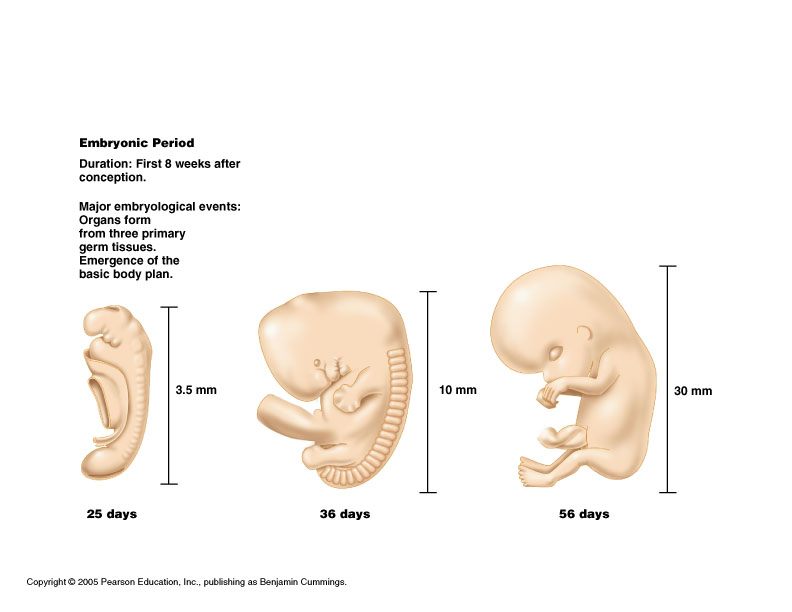 Embryonic Period
Duration: First 8 weeks after
conception.
Major embryological events:
Organs form
from three primary
germ tissues.
Emergence of the
basic body plan.
3.5 mm
10 mm
30 mm
25 days
36 days
56 days
Copyright © 2005 Pearson Education, Inc., publishing as Benjamin Cummings.